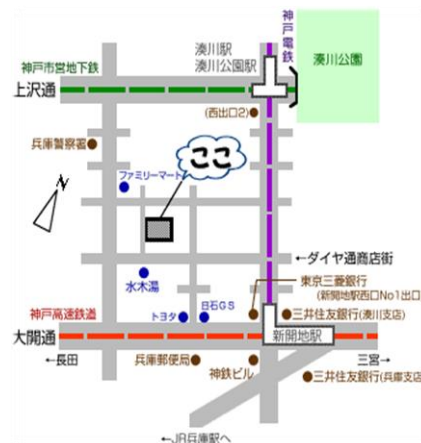 神戸電鉄
湊川駅
湊川公園駅
湊川公園
神戸市営地下鉄
上沢通
(西出口2)
兵庫警察署
ここ
ファミリーマート
N
←ダイヤ通商店街
水木湯
東京三菱銀行
(新開地駅西口No1出口)
神戸高速鉄道
トヨタ
日石GS
三井住友銀行(湊川支店)
大開通
新開地駅
←長田
兵庫郵便局
神鉄ビル
三宮→
三井住友銀行(兵庫支店)
←JR兵庫駅へ